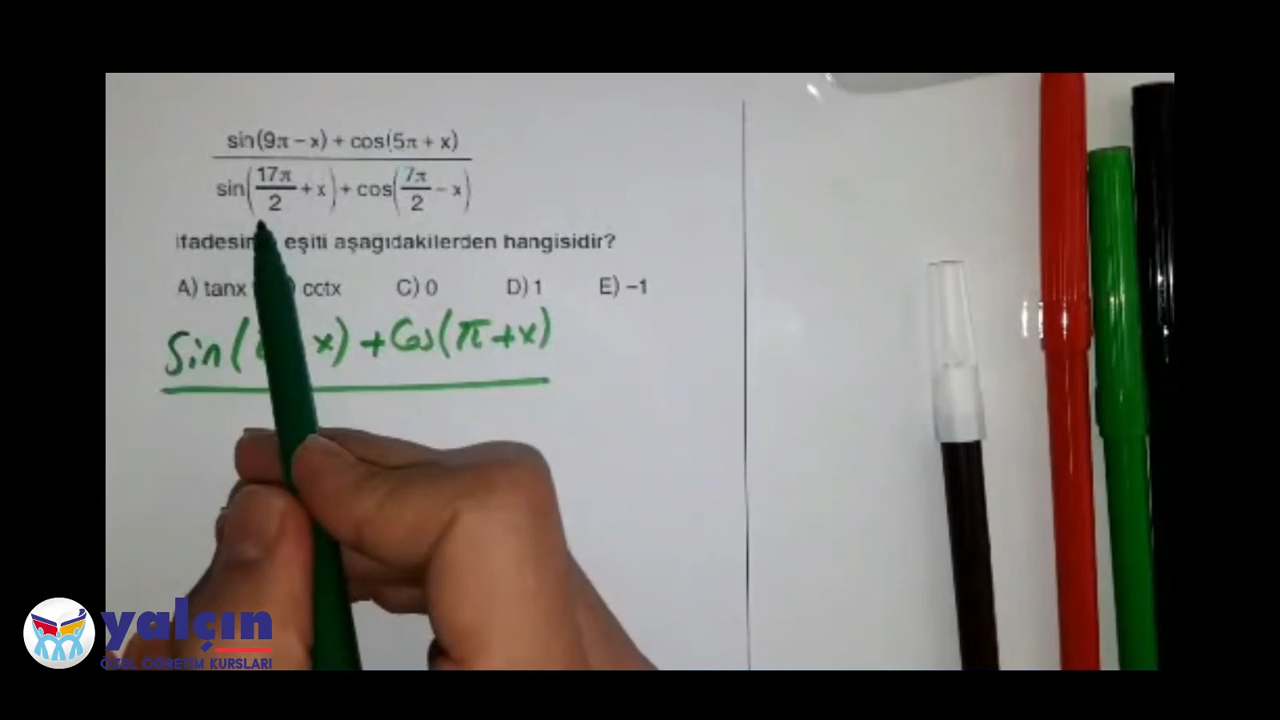 sin(9π − x) + cos(5π + x)
sin(17π/2 + x) + cos(7π/2 − x)
eşiti aşağıdakilerden hangisidir?
A) tanx cotx C) 0 D) 1 E) −1
Sin( x) + Cos(π + x)
yalçın
ÖZEL ÖĞRETİM KURSLARI